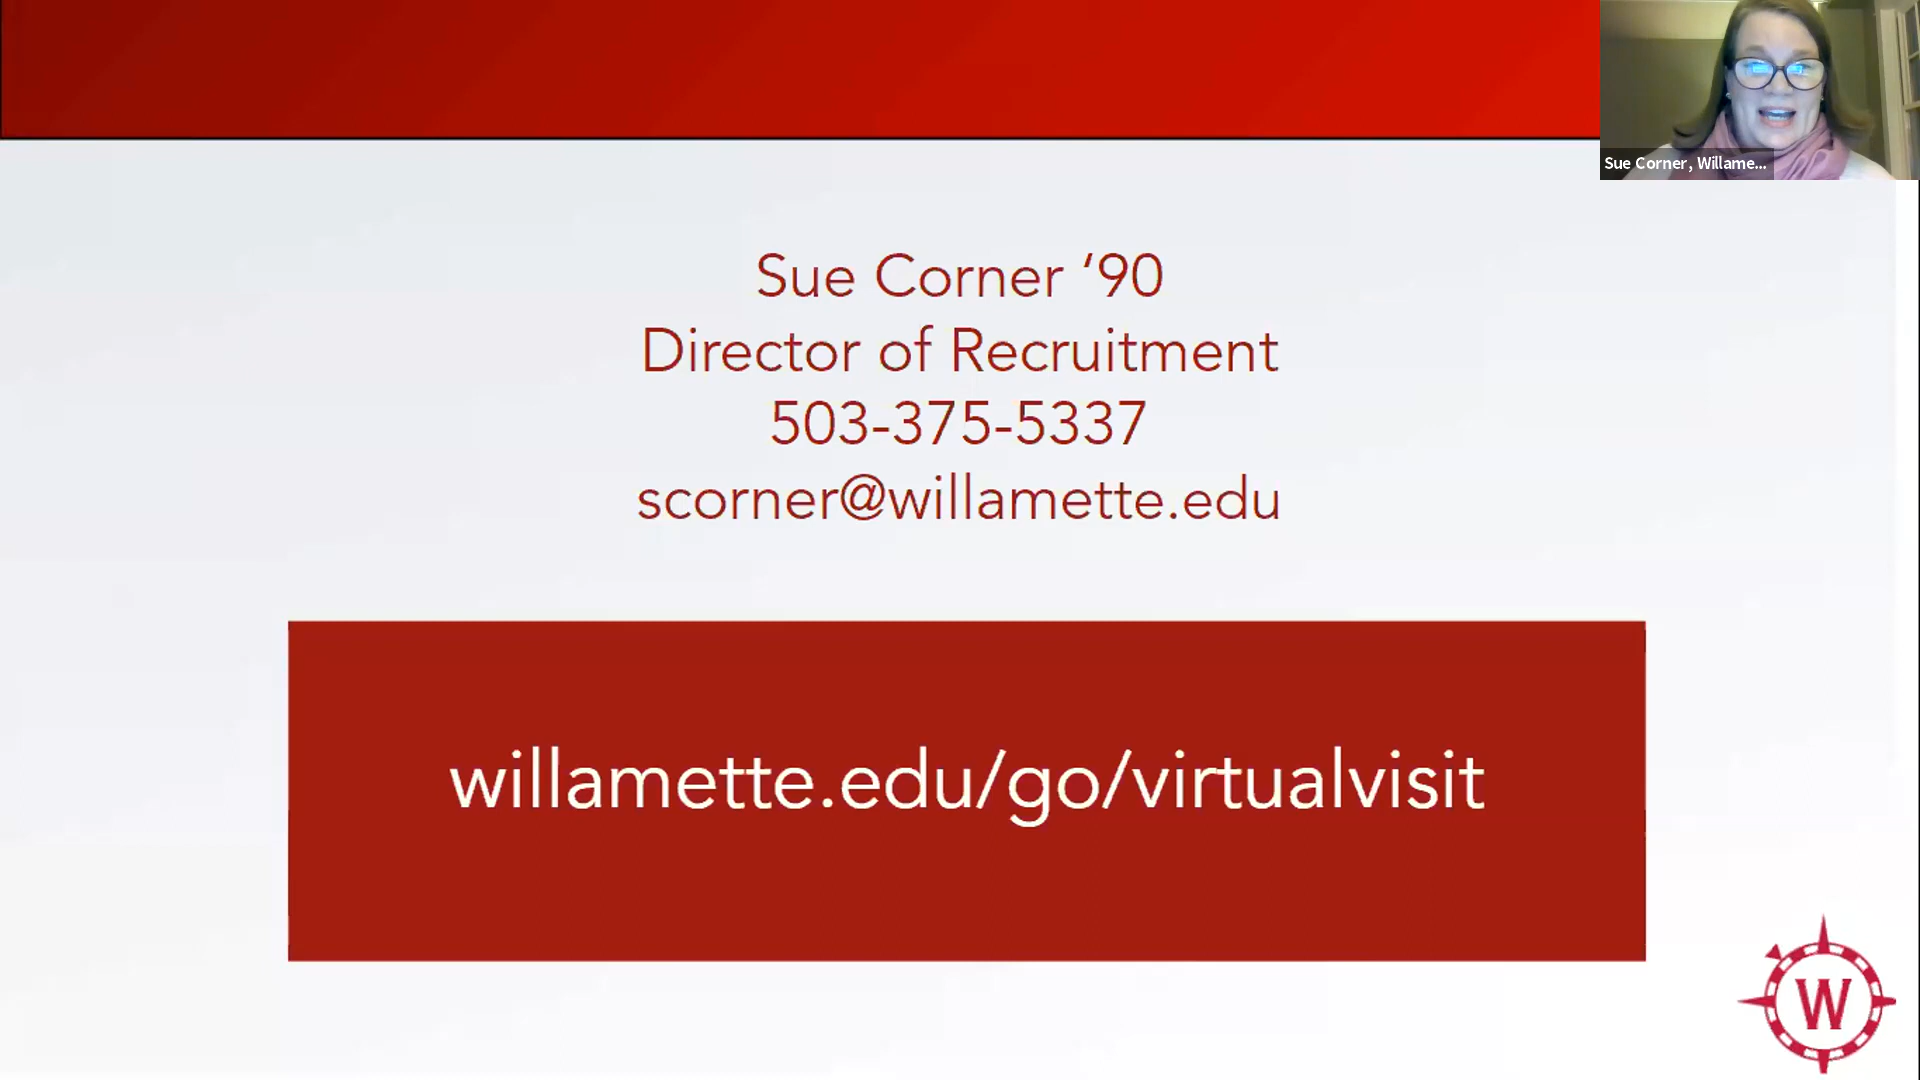 Sue Corner, Willame...
Sue Corner ‘90
Director of Recruitment
503-375-5337
scorner@willamette.edu
willamette.edu/go/virtualvisit
W